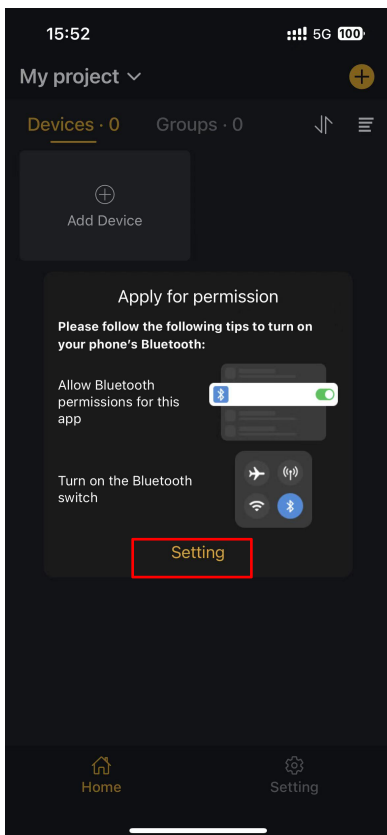 15:52 5G 100
My project
Devices · 0 Groups · 0
Add Device
Apply for permission
Please follow the following tips to turn on
your phone's Bluetooth:
Allow Bluetooth
permissions for this
app
Turn on the Bluetooth
switch
Setting
Home Setting